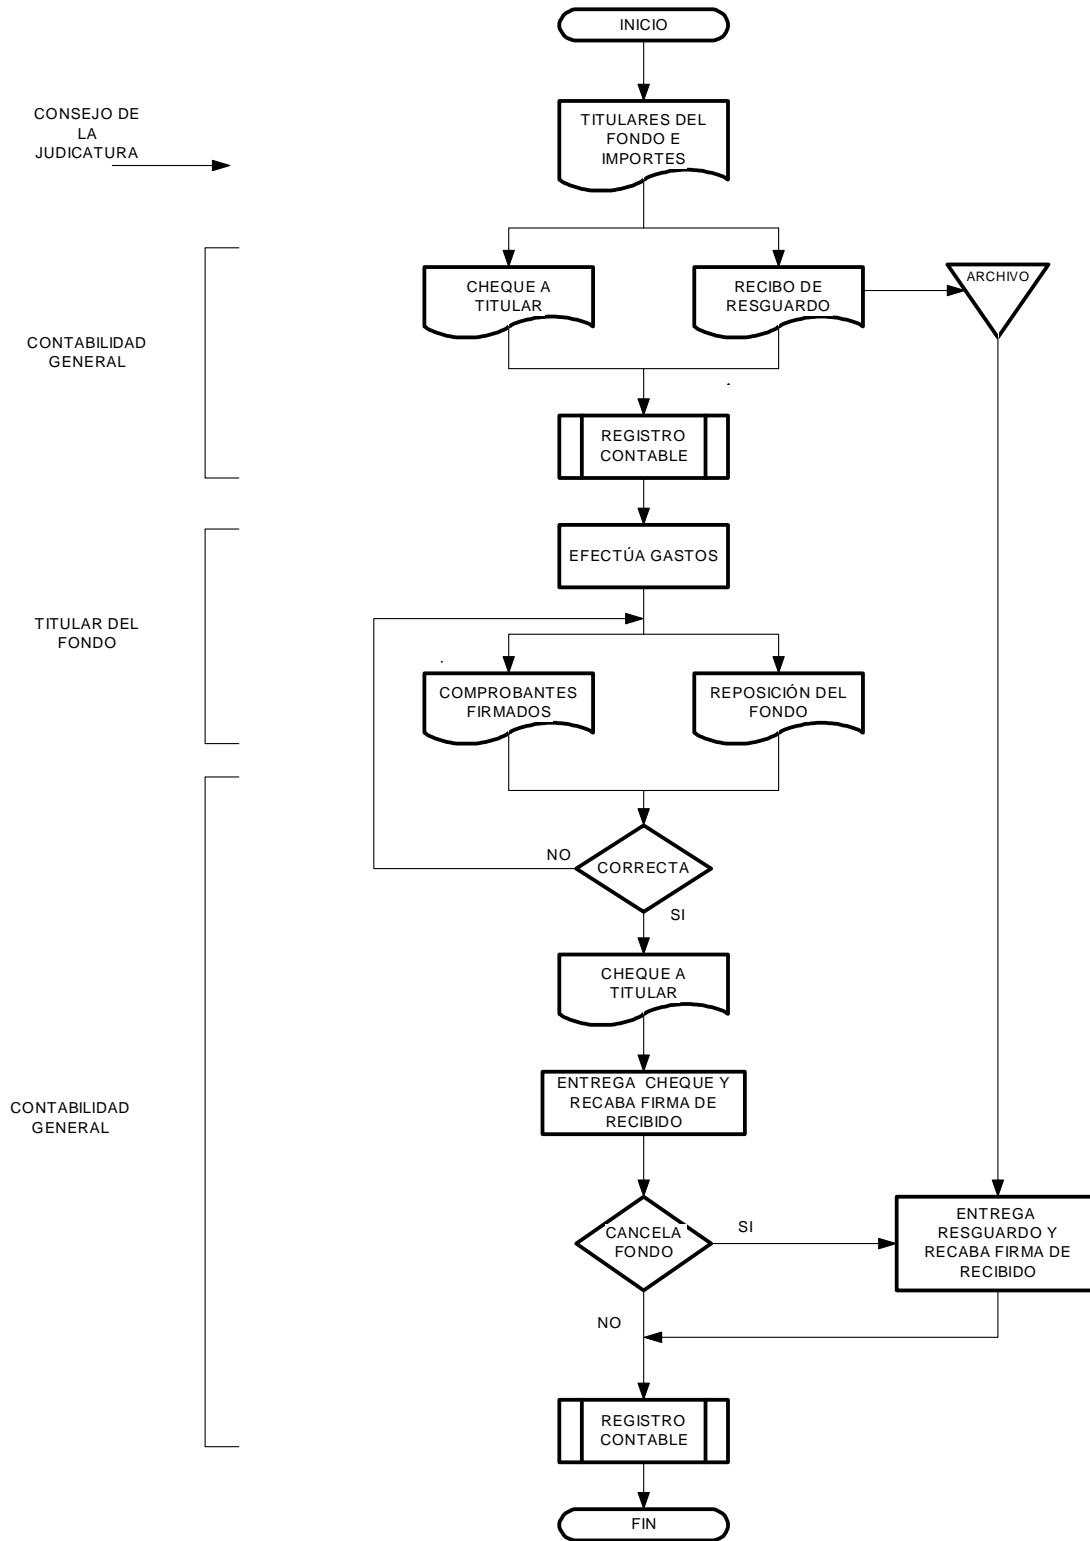 INICIO
CONSEJO DE
LA
JUDICATURA
TITULARES DEL
FONDO E
IMPORTES
CONTABILIDAD
GENERAL
CHEQUE A
TITULAR
RECIBO DE
RESGUARDO
ARCHIVO
REGISTRO
CONTABLE
TITULAR DEL
FONDO
EFECTÚA GASTOS
COMPROBANTES
FIRMADOS
REPOSICIÓN DEL
FONDO
CONTABILIDAD
GENERAL
NO
CORRECTA
SI
CHEQUE A
TITULAR
ENTREGA CHEQUE Y
RECABA FIRMA DE
RECIBIDO
CANCELA
FONDO
SI
ENTREGA
RESGUARDO Y
RECABA FIRMA DE
RECIBIDO
NO
REGISTRO
CONTABLE
FIN